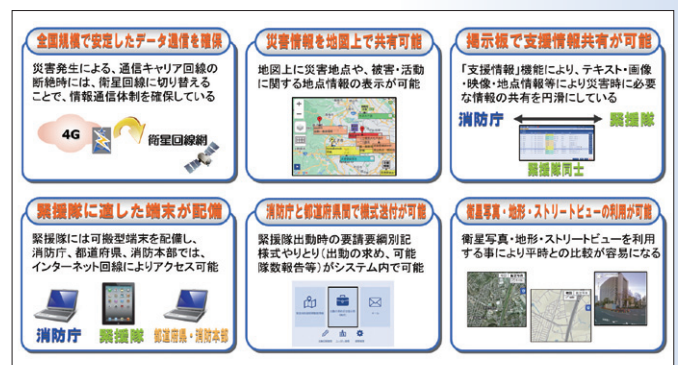 全国規模で安定したデータ通信を確保
災害発生による、通信キャリア回線の
断絶時には、衛星回線に切り替える
ことで、情報通信体制を確保している
4G
衛星回線網
災害情報を地図上で共有可能
地図上に災害地点や、被害・活動
に関する地点情報の表示が可能
掲示板で支援情報共有が可能
「支援情報」機能により、テキスト・画像
・映像・地点情報等により災害時に必要
な情報の共有を円滑にしている
消防庁
緊援隊
緊援隊同士
緊援隊に適した端末が配備
緊援隊には可搬型端末を配備し、
消防庁、都道府県、消防本部では、
インターネット回線によりアクセス可能
消防庁
緊援隊
都道府県・消防本部
消防庁と都道府県間で様式送付が可能
緊援隊出動時の要請要綱別記
様式やりとり（出動の求め、可能
隊数報告等）がシステム内で可能
衛星写真・地形・ストリートビューの利用が可能
衛星写真・地形・ストリートビューを利用
する事により平時との比較が容易になる